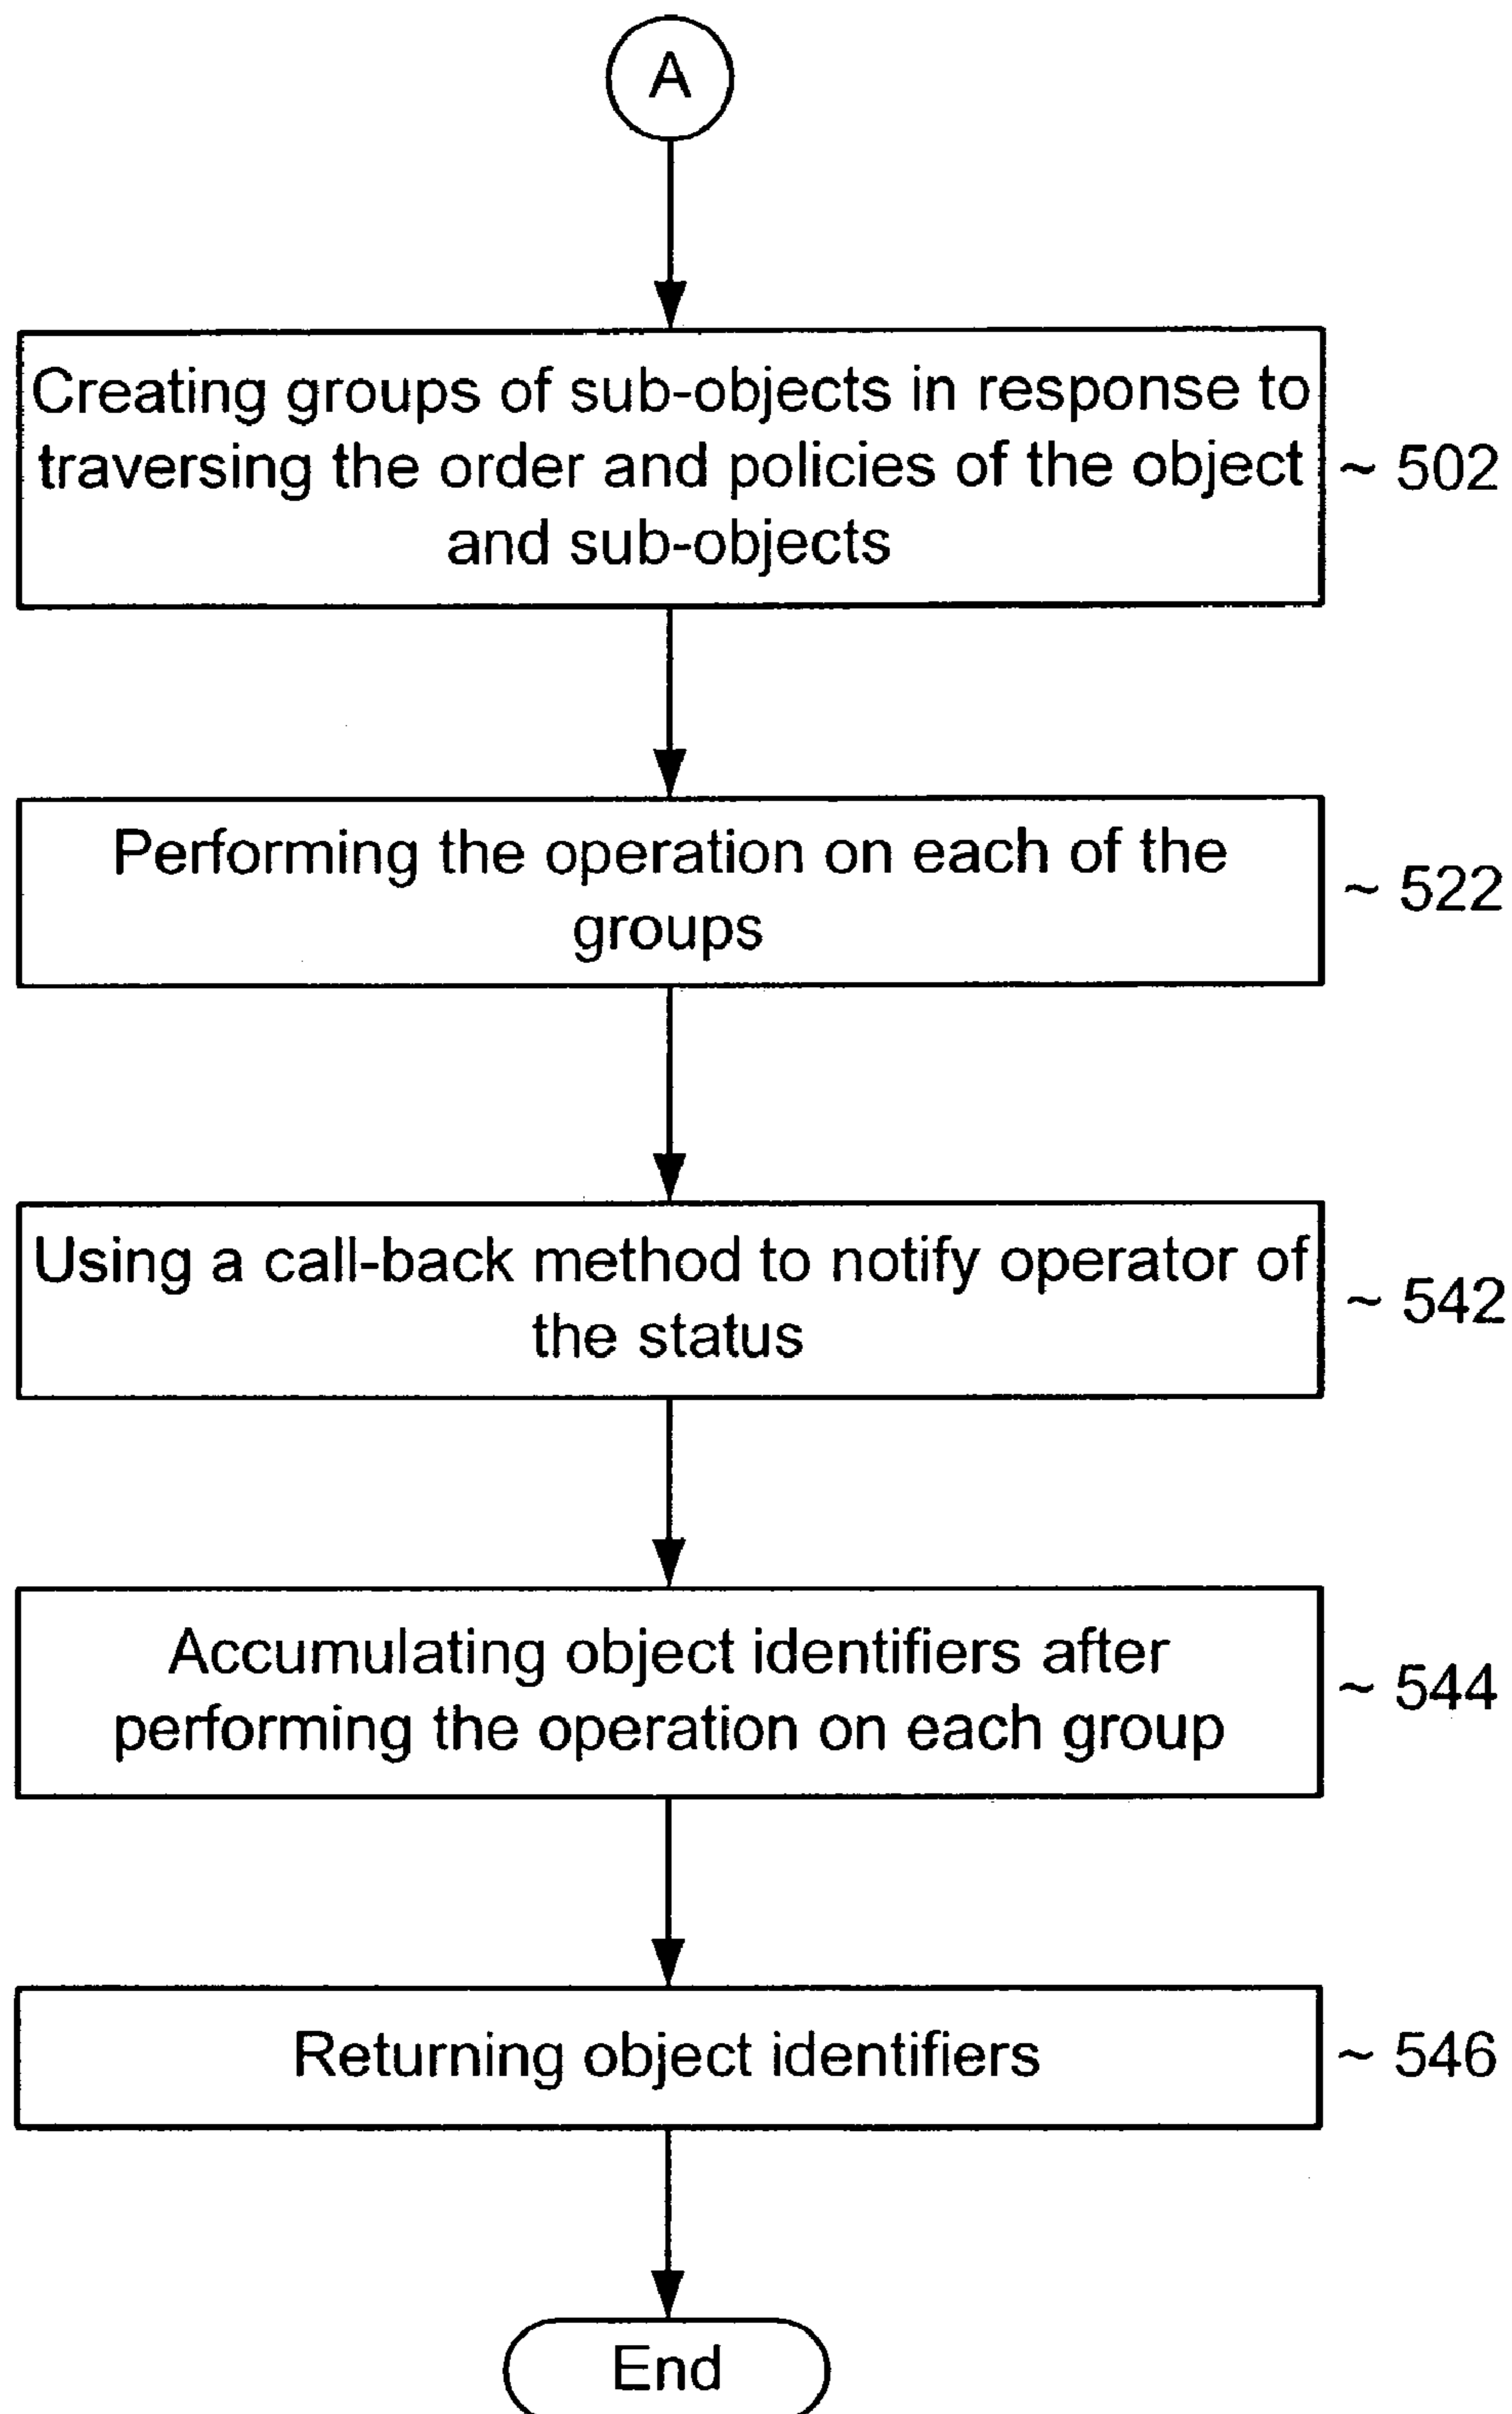 A
Creating groups of sub-objects in response to
traversing the order and policies of the object
and sub-objects
~ 502
Performing the operation on each of the
groups
~ 522
Using a call-back method to notify operator of
the status
~ 542
Accumulating object identifiers after
performing the operation on each group
~ 544
Returning object identifiers
~ 546
End